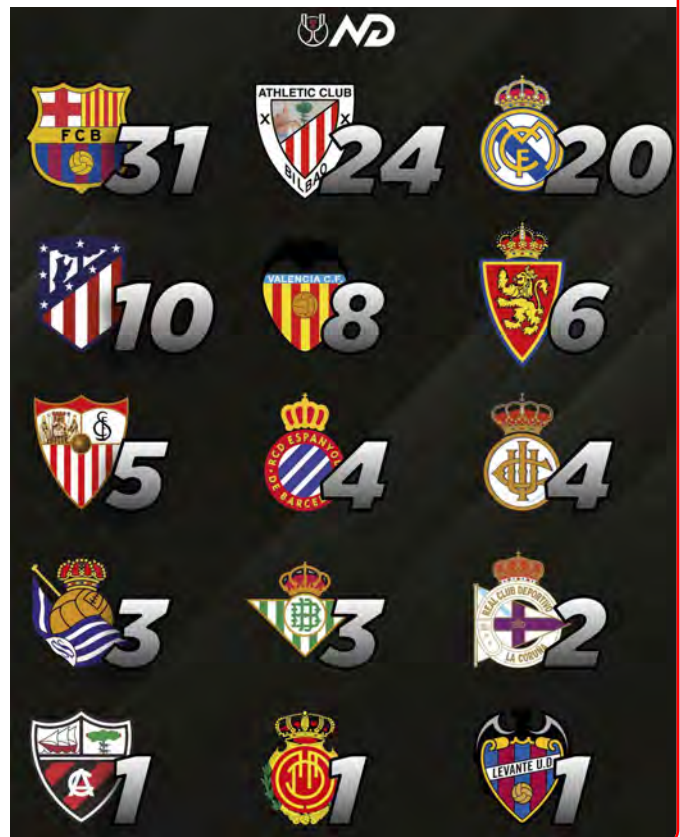 ND
FCB
31
ATHLETIC CLUB
BILBAO
24
20
10
VALENCIA C.F.
8
6
5
RCD ESPANYOL
DE BARCEL
4
4
3
3
REAL CLUB DEPORTIVO
LA CORUÑA
2
1
1
LEVANTE U.D
1